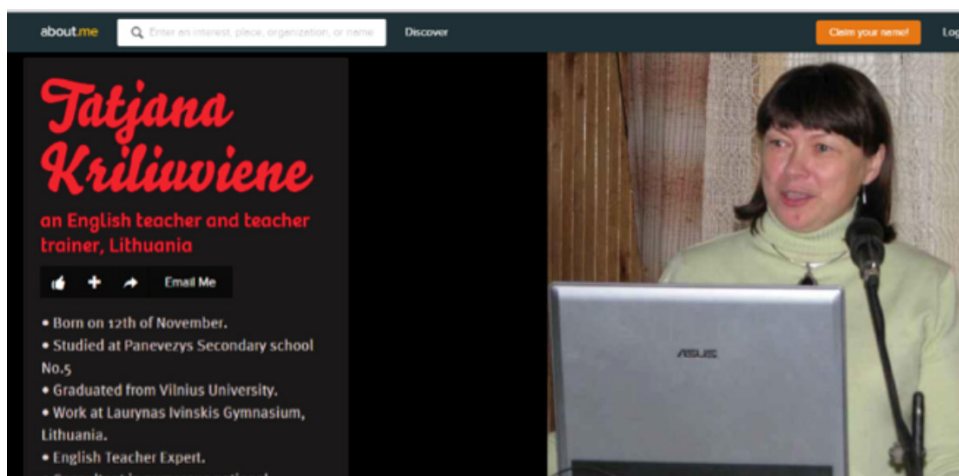 about.me
Enter an interest, place, organization, or name
Discover
Claim your name!
Log
Tatjana
Kriliuviene
an English teacher and teacher
trainer, Lithuania
Email Me
• Born on 12th of November.
• Studied at Panevezys Secondary school
No.5
• Graduated from Vilnius University.
• Work at Laurynas Ivinskis Gymnasium,
Lithuania.
• English Teacher Expert.
ASUS